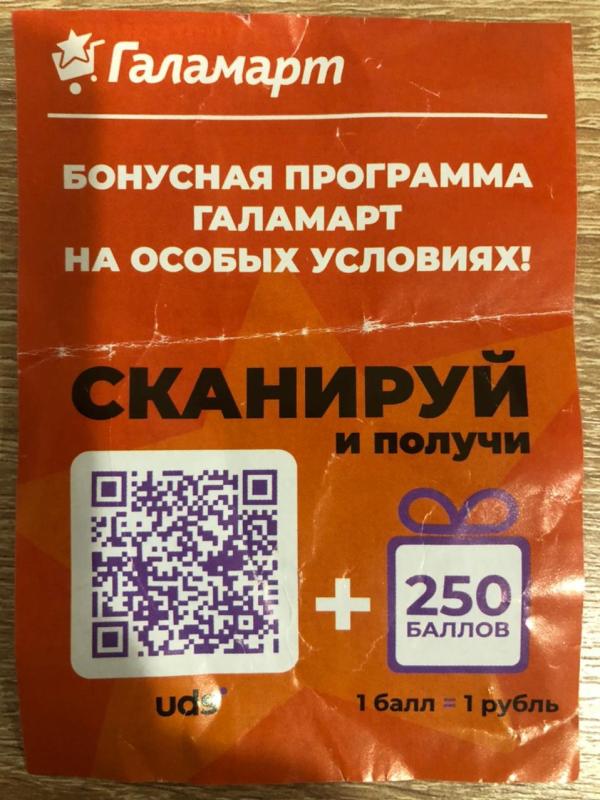 Галамарт
БОНУСНАЯ ПРОГРАММА
ГАЛАМАРТ
НА ОСОБЫХ УСЛОВИЯХ!
СКАНИРУЙ
и получи
+
250
БАЛЛОВ
uds
1 балл = 1 рубль